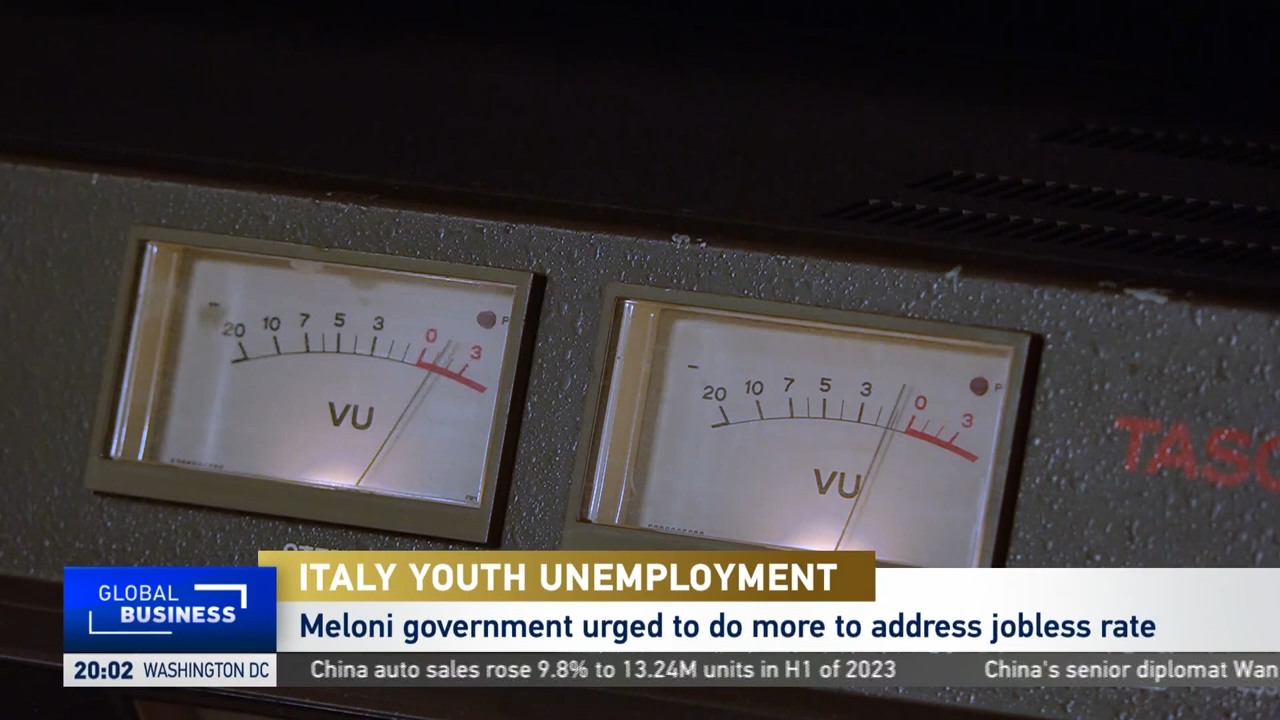 20 10 7 5 3 0 3
VU
20 10 7 5 3 0 3
P
VU
ITALY YOUTH UNEMPLOYMENT
Meloni government urged to do more to address jobless rate
GLOBAL
BUSINESS
20:02 WASHINGTON DC
China auto sales rose 9.8% to 13.24M units in H1 of 2023
China's senior diplomat